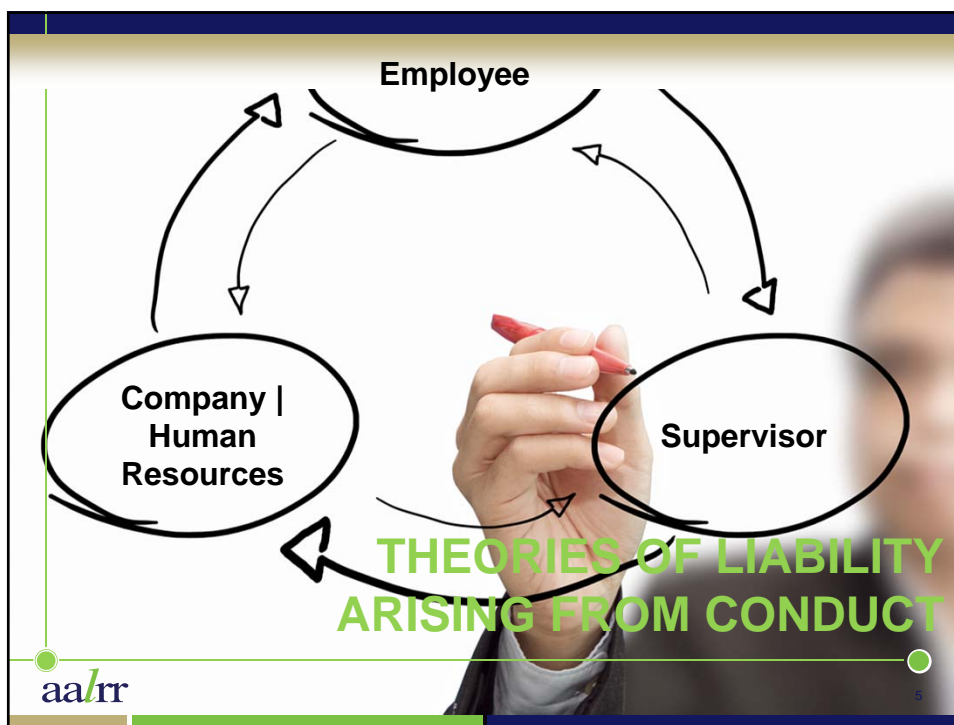 Employee
Company |
Human
Resources
Supervisor
THEORIES OF LIABILITY
ARISING FROM CONDUCT
aalrr
5